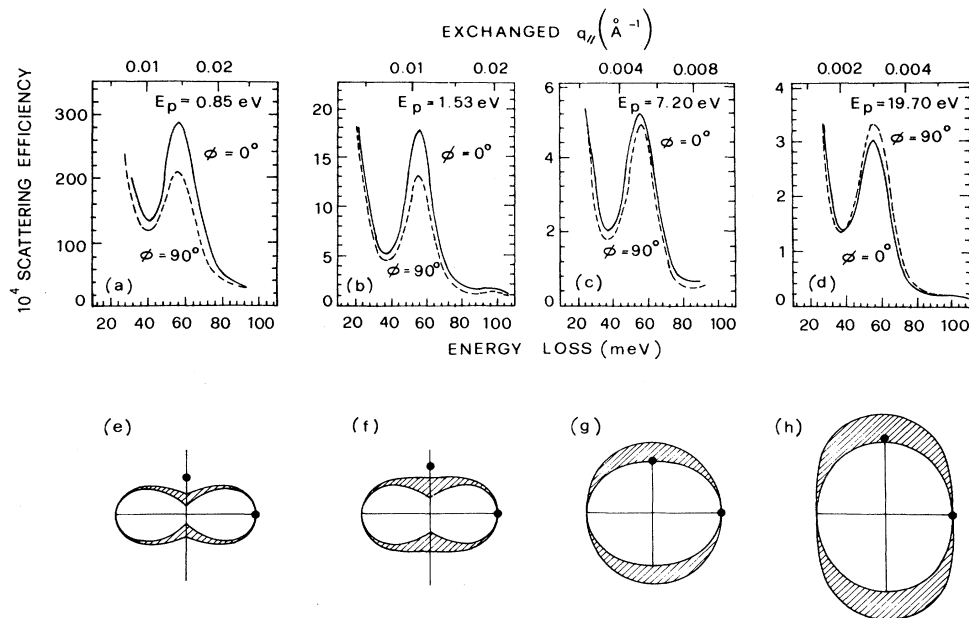 EXCHANGED q// (Å⁻¹)
0.01 0.02
0.01 0.02
0.004 0.008
0.002 0.004
10⁴ SCATTERING EFFICIENCY
300
200
100
0
Ep = 0.85 eV
ϕ = 0°
ϕ = 90°
(a)
20 40 60 80 100
20
15
10
5
0
Ep = 1.53 eV
ϕ = 0°
ϕ = 90°
(b)
20 40 60 80 100
6
4
2
0
Ep = 7.20 eV
ϕ = 0°
ϕ = 90°
(c)
20 40 60 80 100
4
3
2
1
0
Ep = 19.70 eV
ϕ = 90°
ϕ = 0°
(d)
20 40 60 80 100
ENERGY LOSS (meV)
(e)
(f)
(g)
(h)